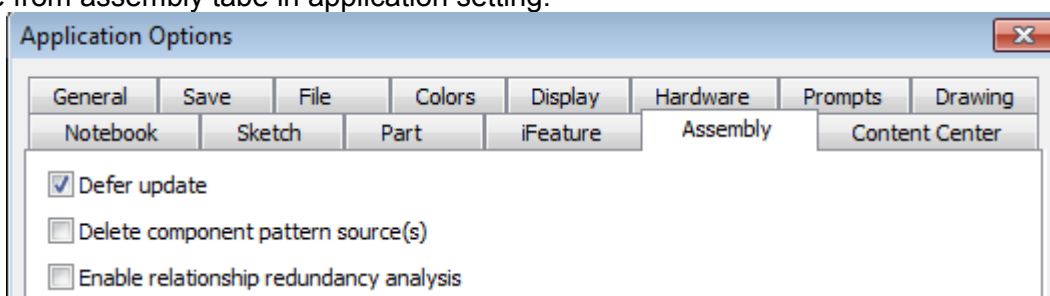 from assembly tabe in application setting.
Application Options
General Save File Colors Display Hardware Prompts Drawing
Notebook Sketch Part iFeature Assembly Content Center
Defer update
Delete component pattern source(s)
Enable relationship redundancy analysis